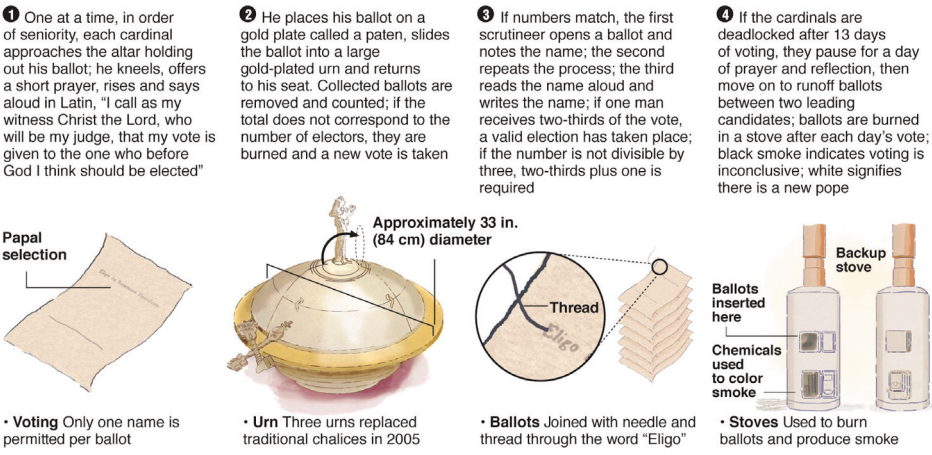 1 One at a time, in order
of seniority, each cardinal
approaches the altar holding
out his ballot; he kneels, offers
a short prayer, rises and says
aloud in Latin, “I call as my
witness Christ the Lord, who
will be my judge, that my vote is
given to the one who before
God I think should be elected”
2 He places his ballot on a
gold plate called a paten, slides
the ballot into a large
gold-plated urn and returns
to his seat. Collected ballots are
removed and counted; if the
total does not correspond to the
number of electors, they are
burned and a new vote is taken
3 If numbers match, the first
scrutineer opens a ballot and
notes the name; the second
repeats the process; the third
reads the name aloud and
writes the name; if one man
receives two-thirds of the vote,
a valid election has taken place;
if the number is not divisible by
three, two-thirds plus one is
required
4 If the cardinals are
deadlocked after 13 days
of voting, they pause for a day
of prayer and reflection, then
move on to runoff ballots
between two leading
candidates; ballots are burned
in a stove after each day’s vote;
black smoke indicates voting is
inconclusive; white signifies
there is a new pope
Papal
selection
• Voting Only one name is
permitted per ballot
Approximately 33 in.
(84 cm) diameter
• Urn Three urns replaced
traditional chalices in 2005
Thread
Eligo
• Ballots Joined with needle and
thread through the word “Eligo”
Backup
stove
Ballots
inserted
here
Chemicals
used
to color
smoke
• Stoves Used to burn
ballots and produce smoke